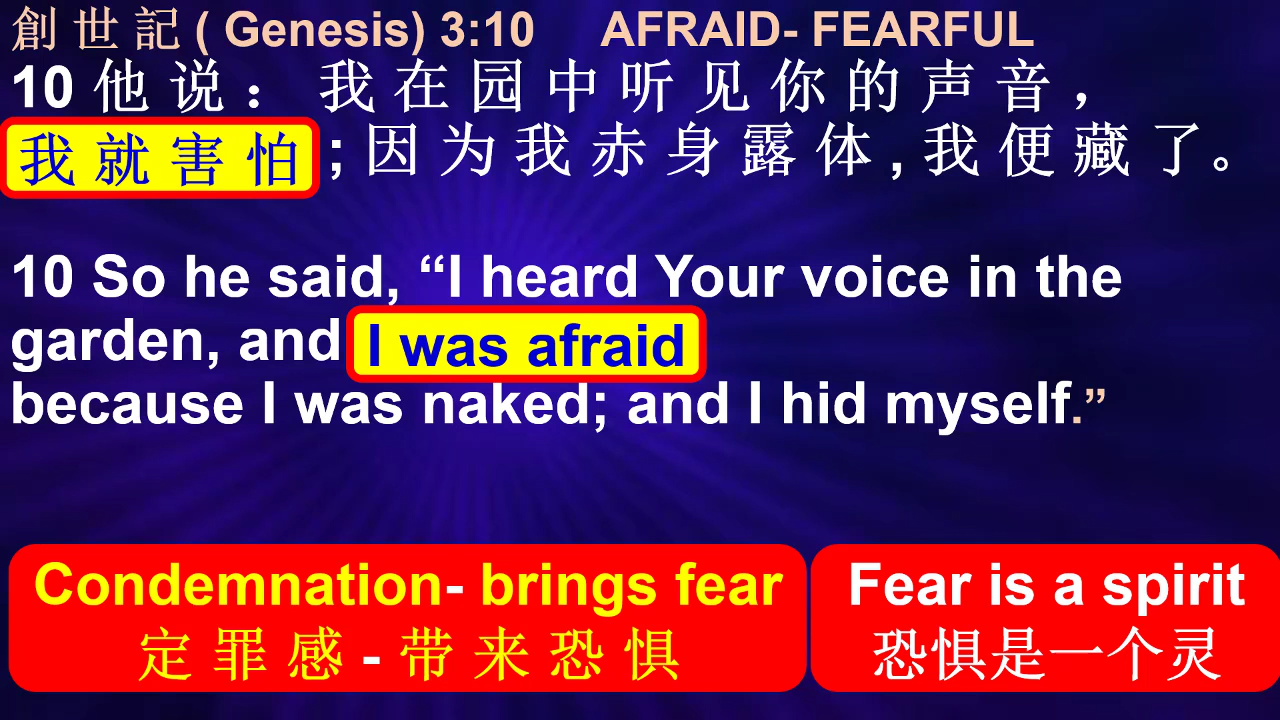 創世記 ( Genesis) 3:10 AFRAID- FEARFUL
10 他说： 我在园中听见你的声音，
我就害怕 ; 因为我赤身露体 , 我便藏了。
10 So he said, “I heard Your voice in the
garden, and I was afraid
because I was naked; and I hid myself.”
Condemnation- brings fear
定罪感 - 带来恐惧
Fear is a spirit
恐惧是一个灵